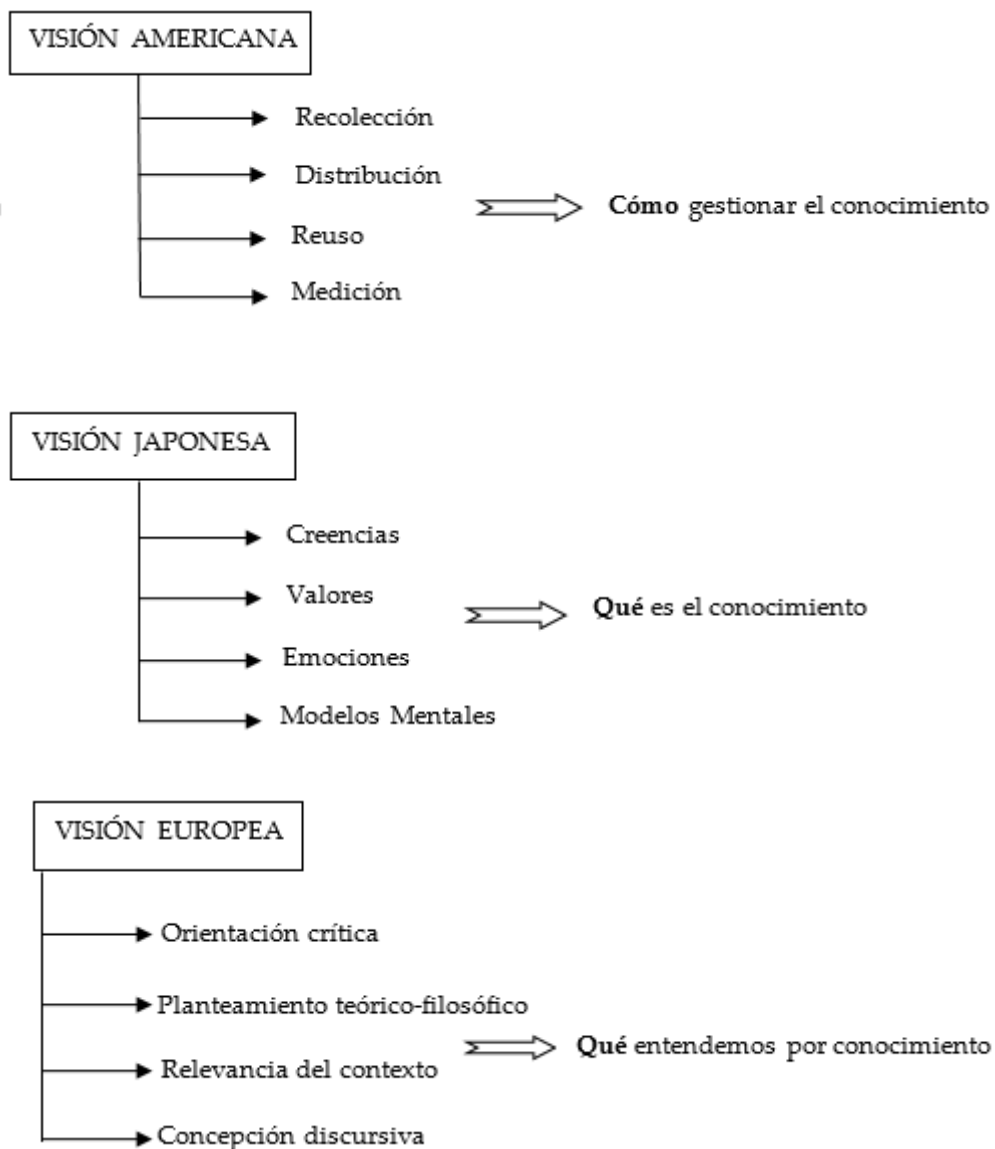 VISIÓN AMERICANA
Recolección
Distribución
Reuso
Medición
Cómo gestionar el conocimiento
VISIÓN JAPONESA
Creencias
Valores
Emociones
Modelos Mentales
Qué es el conocimiento
VISIÓN EUROPEA
Orientación crítica
Planteamiento teórico-filosófico
Relevancia del contexto
Concepción discursiva
Qué entendemos por conocimiento